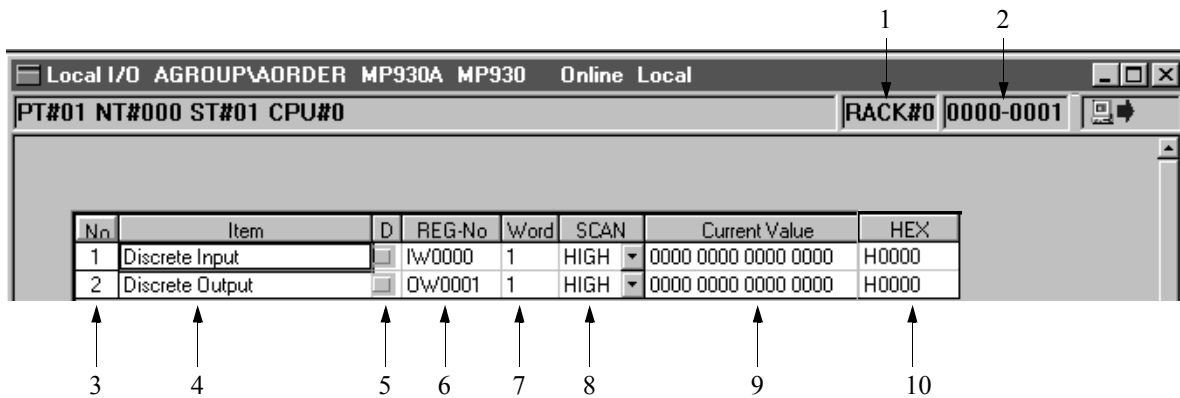 1 2
Local I/O AGROUP\AORDER MP930A MP930 Online Local
PT#01 NT#000 ST#01 CPU#0 RACK#0 0000-0001
No Item D REG-No Word SCAN Current Value HEX
1 Discrete Input IW0000 1 HIGH 0000 0000 0000 0000 H0000
2 Discrete Output OW0001 1 HIGH 0000 0000 0000 0000 H0000
3 4 5 6 7 8 9 10